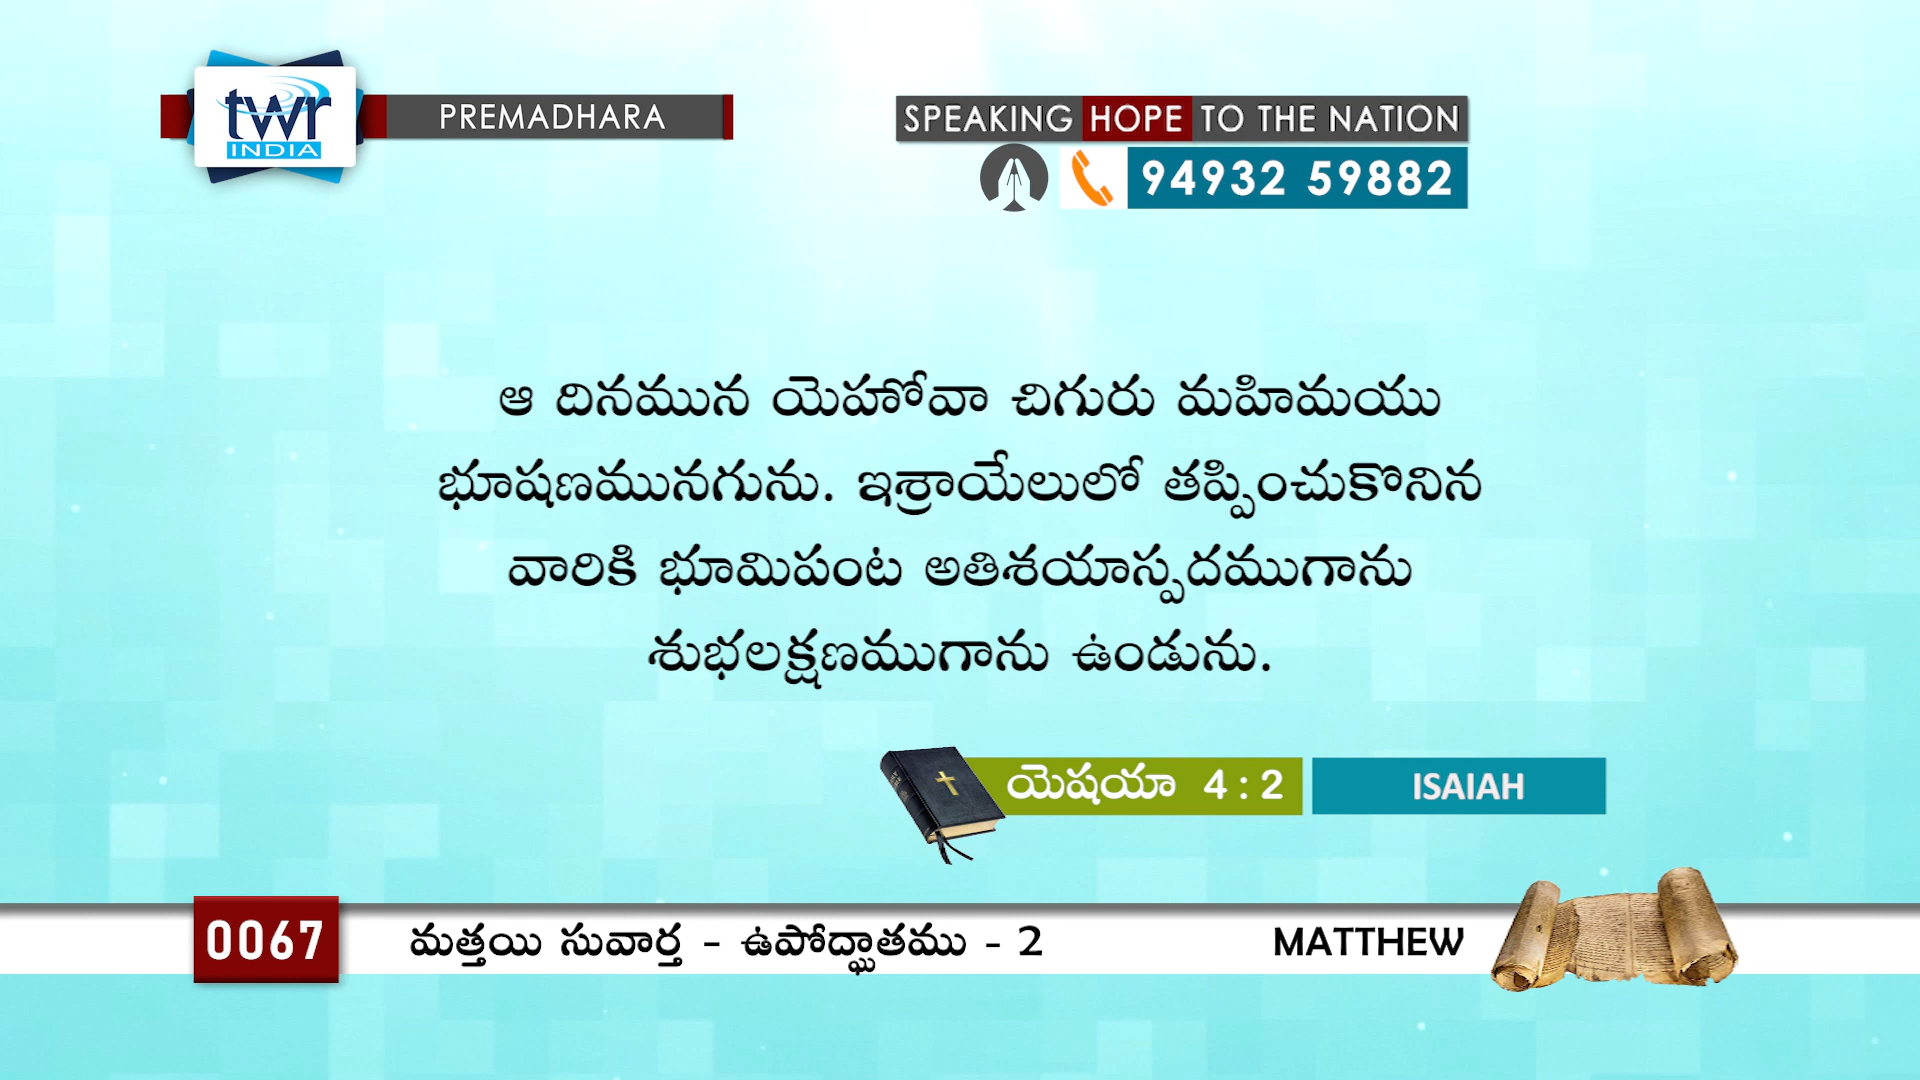 twr
INDIA
PREMADHARA
SPEAKING HOPE TO THE NATION
94932 59882
ఆ దినమున యెహోవా చిగురు మహిమయు
భూషణమునగును. ఇశ్రాయేలులో తప్పించుకొనిన
వారికి భూమిపంట అతిశయాస్పదముగాను
శుభలక్షణముగాను ఉండును.
యెషయా 4 : 2
ISAIAH
0067
మత్తయి సువార్త - ఉపోద్ఘాతము - 2
MATTHEW